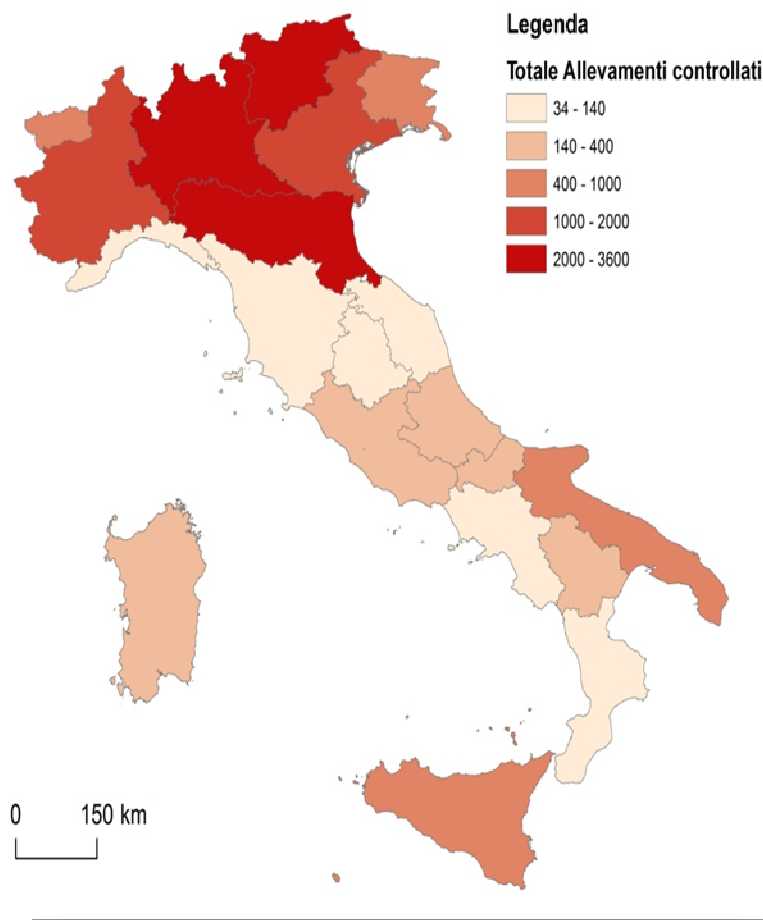 Legenda
Totale Allevamenti controllati
34 - 140
140 - 400
400 - 1000
1000 - 2000
2000 - 3600
0 150 km